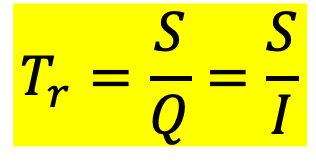 T_r = S/Q = S/I